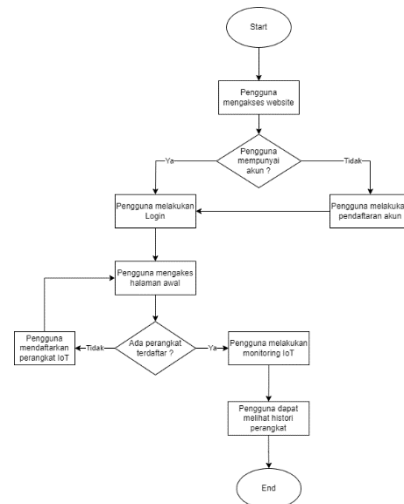 Start
Pengguna
mengakses website
Pengguna
mempunyai
akun ?
Ya
Tidak
Pengguna melakukan
Login
Pengguna melakukan
pendaftaran akun
Pengguna mengakes
halaman awal
Ada perangkat
terdaftar ?
Tidak
Ya
Pengguna
mendaftarkan
perangkat IoT
Pengguna melakukan
monitoring IoT
Pengguna dapat
melihat histori
perangkat
End